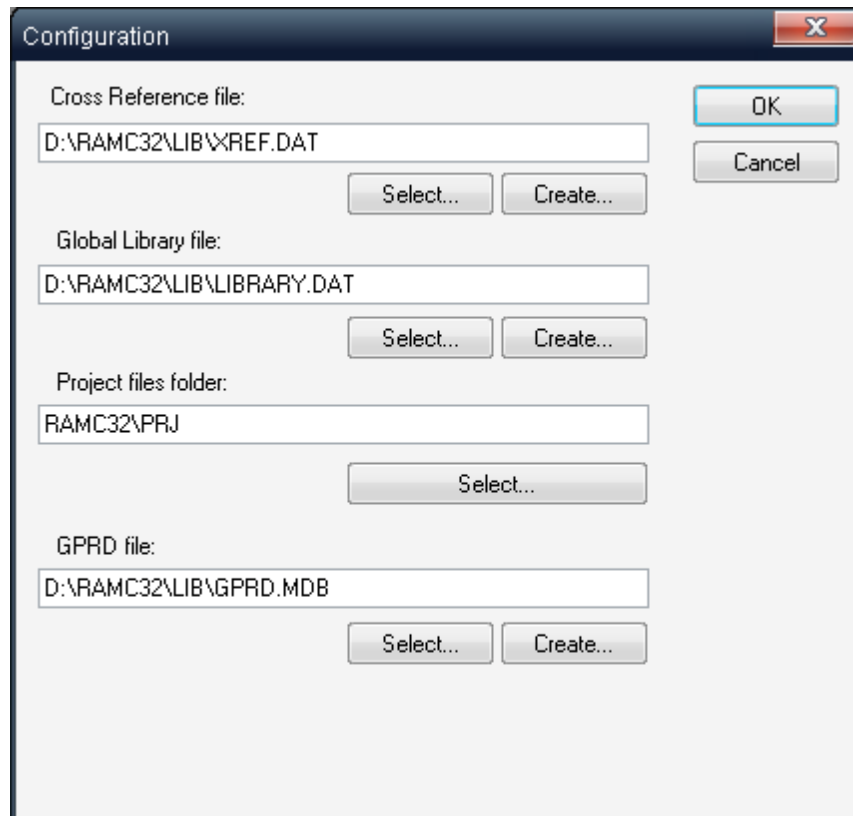 Configuration
Cross Reference file:
OK
D:\RAMC32\LIB\XREF.DAT
Cancel
Select... Create...
Global Library file:
D:\RAMC32\LIB\LIBRARY.DAT
Select... Create...
Project files folder:
RAMC32\PRJ
Select...
GPRD file:
D:\RAMC32\LIB\GPRD.MDB
Select... Create...